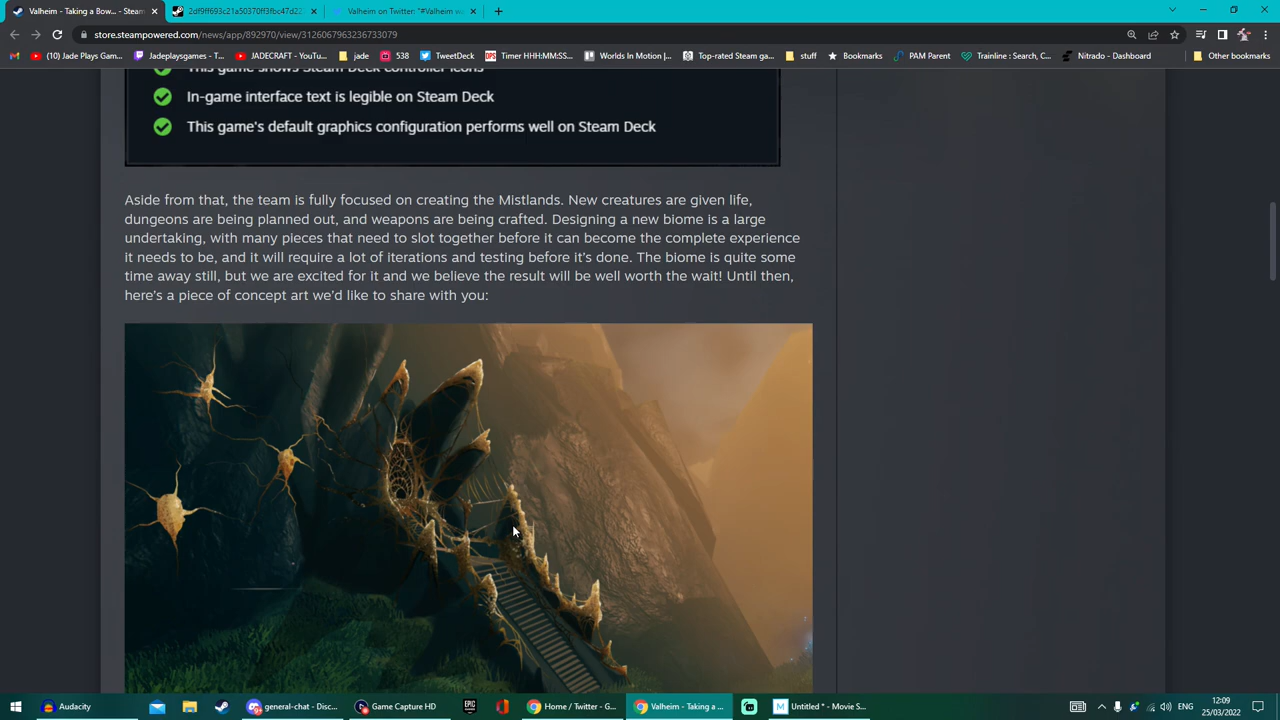 Valheim - Taking a Bow... - Steam
2df9ff693c21a50370ff3fbc47d22
Valheim on Twitter: "#Valheim wa
store.steampowered.com/news/app/892970/view/3126067963236733079
(10) Jade Plays Gam...
Jadeplaysgames - T...
JADECRAFT - YouTu...
jade
538
TweetDeck
Timer HHH:MM:SS...
Worlds In Motion |...
Top-rated Steam ga...
stuff
Bookmarks
PAM Parent
Trainline : Search, C...
Nitrado - Dashboard
Other bookmarks
This game shows Steam Deck controller icons
In-game interface text is legible on Steam Deck
This game's default graphics configuration performs well on Steam Deck
Aside from that, the team is fully focused on creating the Mistlands. New creatures are given life,
dungeons are being planned out, and weapons are being crafted. Designing a new biome is a large
undertaking, with many pieces that need to slot together before it can become the complete experience
it needs to be, and it will require a lot of iterations and testing before it's done. The biome is quite some
time away still, but we are excited for it and we believe the result will be well worth the wait! Until then,
here's a piece of concept art we'd like to share with you:
Audacity
general-chat - Disc...
Game Capture HD
Home / Twitter - G...
Valheim - Taking a ...
Untitled * - Movie S...
ENG
12:09
25/03/2022